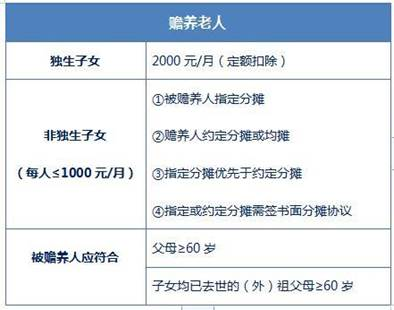 赡养老人
独生子女
2000 元/月（定额扣除）
非独生子女
（每人≤1000 元/月）
①被赡养人指定分摊
②赡养人约定分摊或均摊
③指定分摊优先于约定分摊
④指定或约定分摊需签书面分摊协议
被赡养人应符合
父母≥60 岁
子女均已去世的（外）祖父母≥60 岁